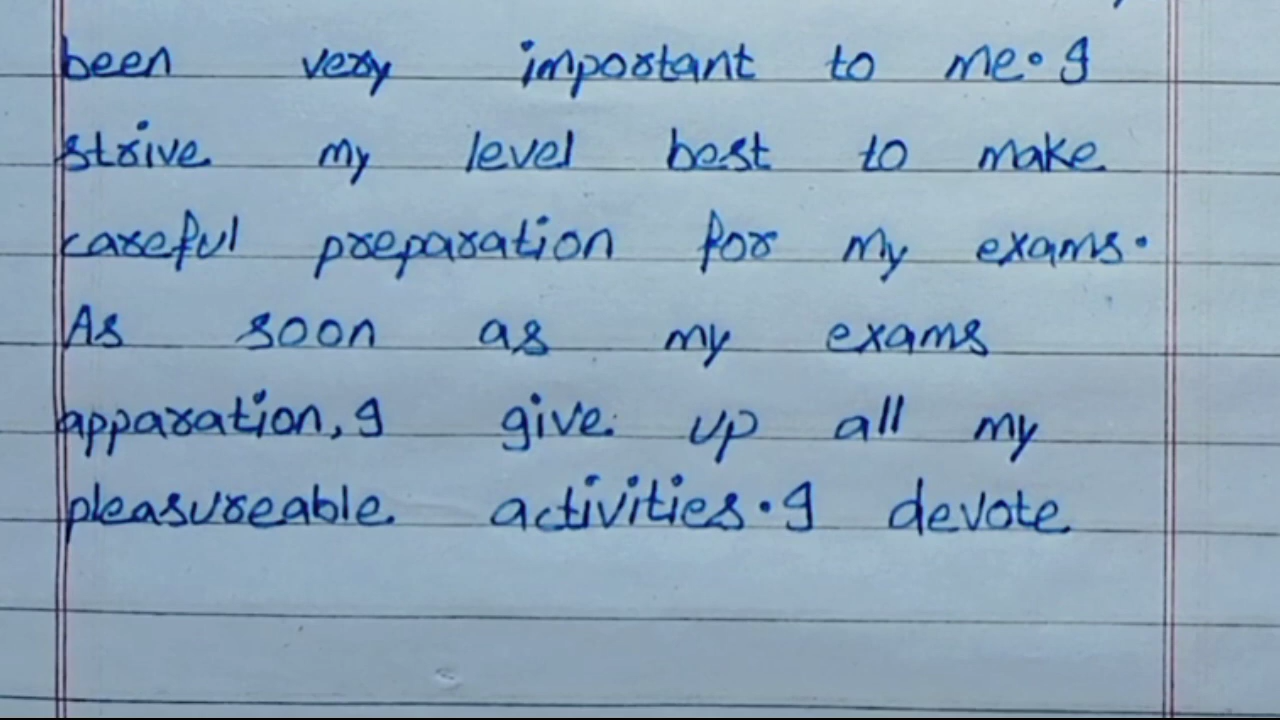 been very important to me. I
strive my level best to make
careful preparation for my exams.
As soon as my exams
apparation, I give up all my
pleasureable activities. I devote